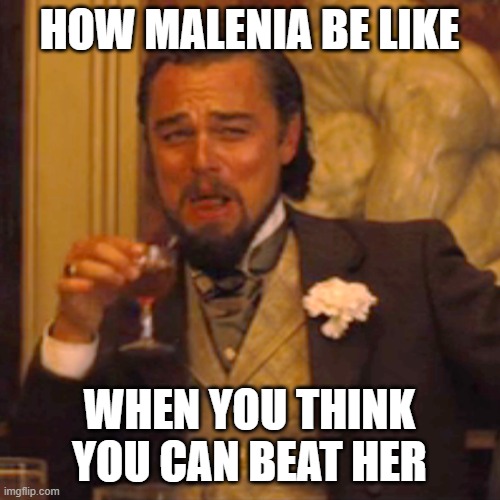 HOW MALENIA BE LIKE
WHEN YOU THINK
YOU CAN BEAT HER
imgflip.com